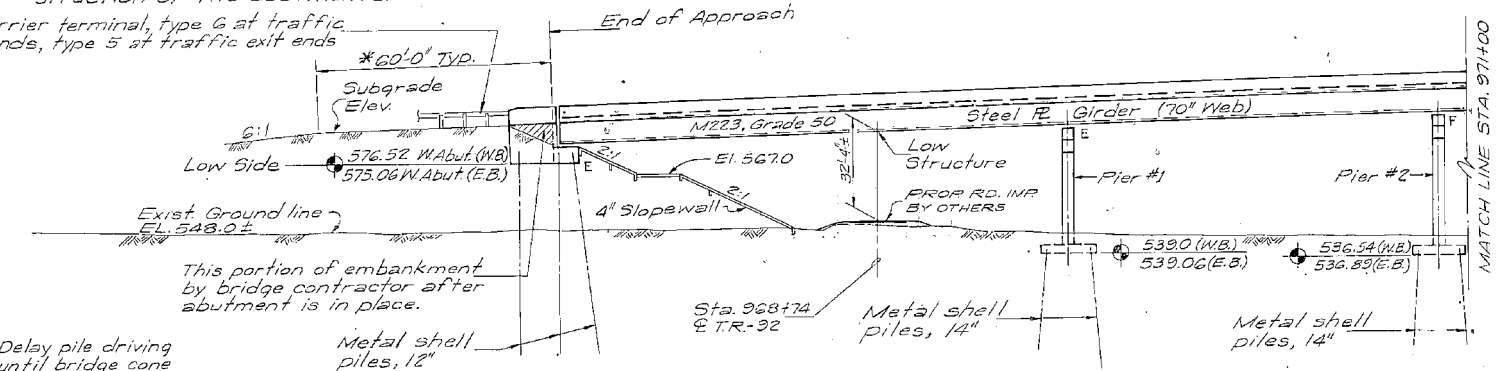 rrier terminal, type 6 at traffic
nds, type 5 at traffic exit ends
End of Approach
*60'-0" Typ.
Subgrade
Elev.
6:1
M223, Grade 50
Steel PL Girder (70" Web)
Low Side
576.52 W.Abut.(W.B.)
575.06 W.Abut.(E.B.)
E
2:1
El. 567.0
32'-4"±
Low
Structure
E
F
Pier #1
Pier #2
MATCH LINE STA. 971+00
Exist. Ground line
EL. 548.0±
4" Slopewall
2:1
PROP. RD. IMP.
BY OTHERS
539.0 (W.B.)
539.06 (E.B.)
536.54 (W.B.)
536.89 (E.B.)
This portion of embankment
by bridge contractor after
abutment is in place.
Sta. 968+74
℄ T.R.-92
Metal shell
piles, 14"
Metal shell
piles, 14"
Delay pile driving
until bridge cone
Metal shell
piles, 12"